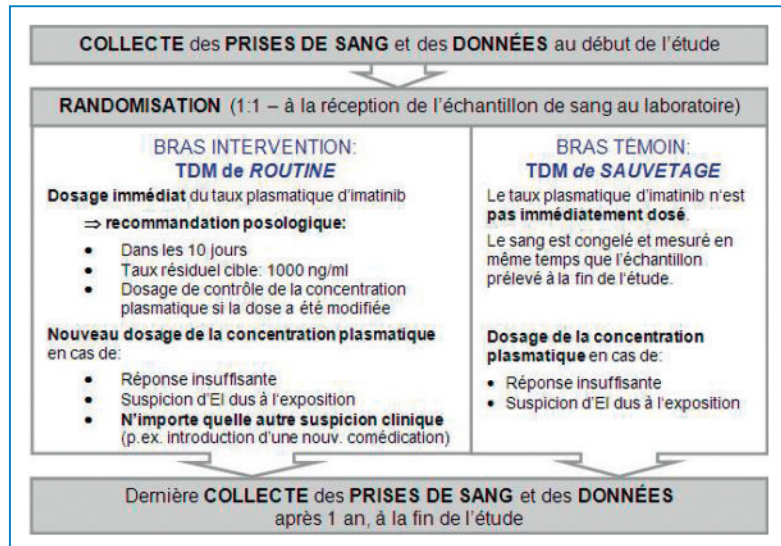 COLLECTE des PRISES DE SANG et des DONNÉES au début de l'étude
RANDOMISATION (1:1 – à la réception de l'échantillon de sang au laboratoire)
BRAS INTERVENTION:
TDM de ROUTINE
Dosage immédiat du taux plasmatique d'imatinib
⇒ recommandation posologique:
• Dans les 10 jours
• Taux résiduel cible: 1000 ng/ml
• Dosage de contrôle de la concentration
plasmatique si la dose a été modifiée
Nouveau dosage de la concentration plasmatique
en cas de:
• Réponse insuffisante
• Suspicion d'EI dus à l'exposition
• N'importe quelle autre suspicion clinique
(p.ex. introduction d'une nouv. comédication)
BRAS TÉMOIN:
TDM de SAUVETAGE
Le taux plasmatique d'imatinib n'est
pas immédiatement dosé.
Le sang est congelé et mesuré en
même temps que l'échantillon
prélevé à la fin de l'étude.
Dosage de la concentration
plasmatique en cas de:
• Réponse insuffisante
• Suspicion d'EI dus à l'exposition
Dernière COLLECTE des PRISES DE SANG et des DONNÉES
après 1 an, à la fin de l'étude